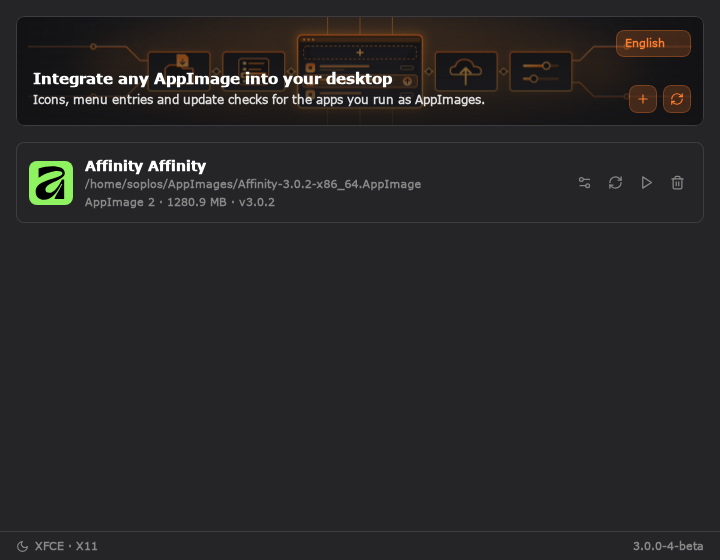 English
Integrate any AppImage into your desktop
Icons, menu entries and update checks for the apps you run as AppImages.
Affinity Affinity
/home/soplos/AppImages/Affinity-3.0.2-x86_64.AppImage
AppImage 2 · 1280.9 MB · v3.0.2
XFCE · X11
3.0.0-4-beta